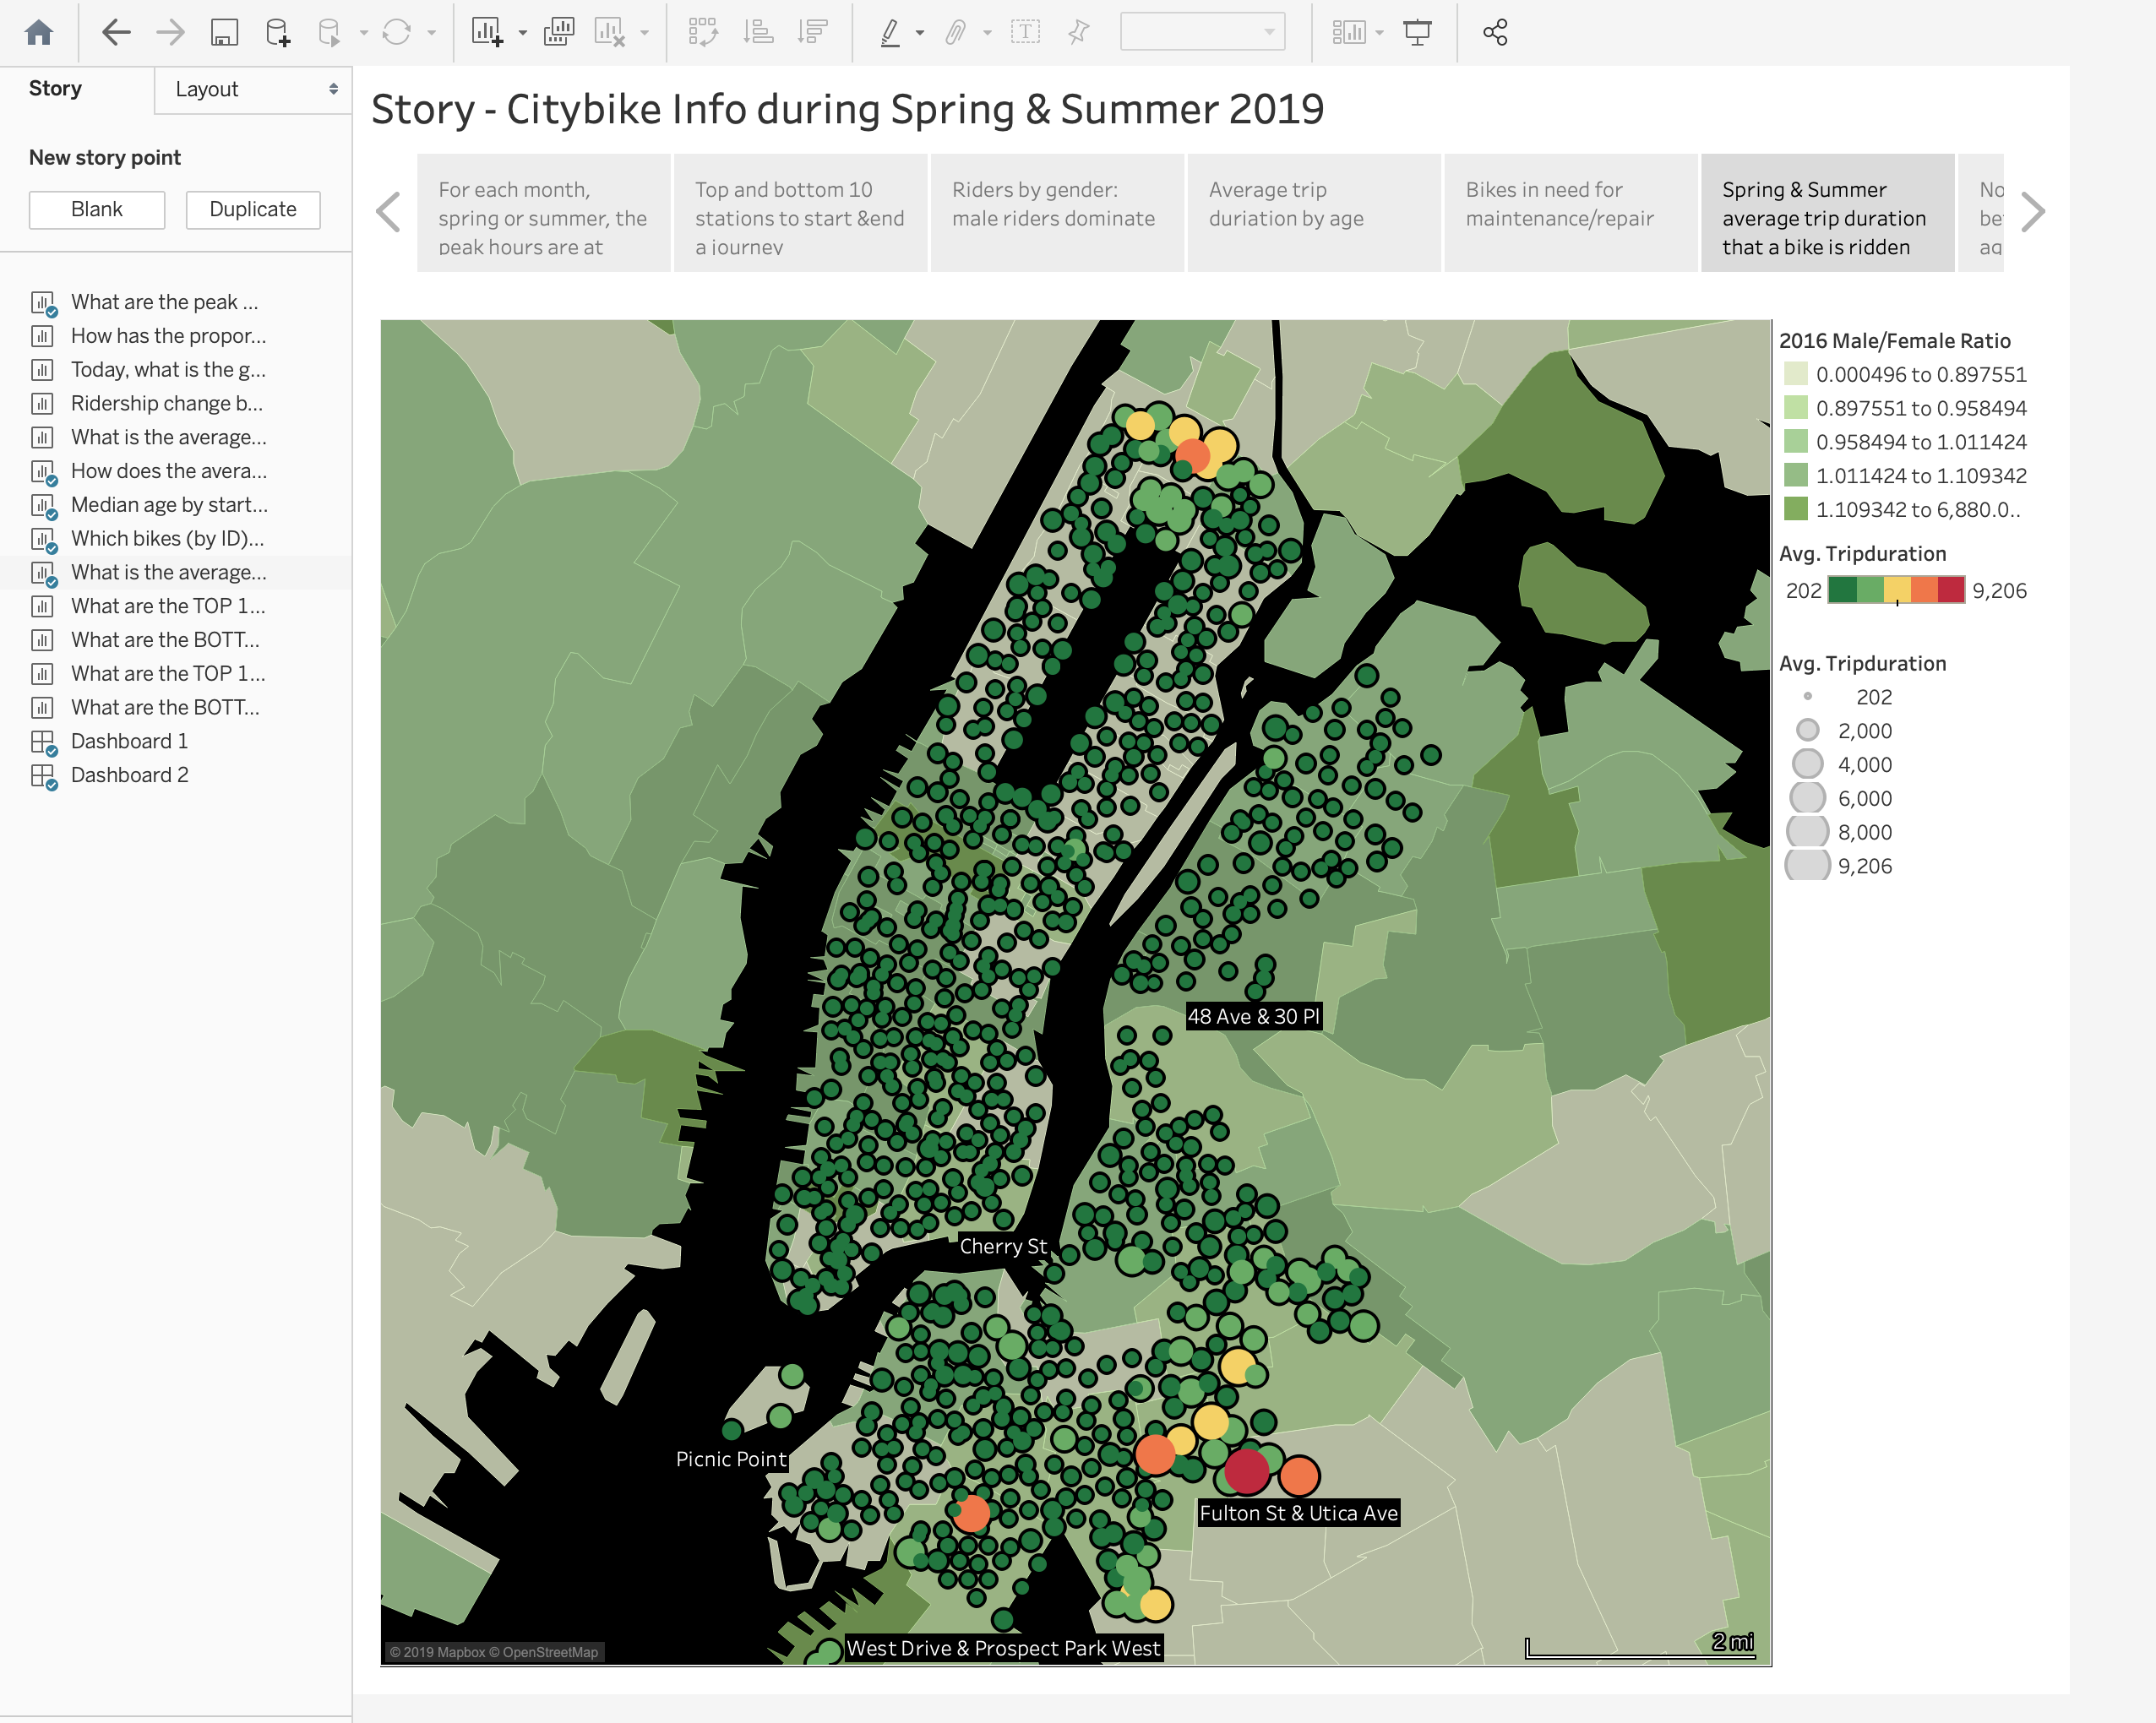 Story
Layout
New story point
Blank
Duplicate
What are the peak ...
How has the propor...
Today, what is the g...
Ridership change b...
What is the average...
How does the avera...
Median age by start...
Which bikes (by ID)...
What is the average...
What are the TOP 1...
What are the BOTT...
What are the TOP 1...
What are the BOTT...
Dashboard 1
Dashboard 2
Story - Citybike Info during Spring & Summer 2019
For each month,
spring or summer, the
peak hours are at
Top and bottom 10
stations to start &end
a journey
Riders by gender:
male riders dominate
Average trip
duriation by age
Bikes in need for
maintenance/repair
Spring & Summer
average trip duration
that a bike is ridden
No
be
ag
48 Ave & 30 Pl
Cherry St
Picnic Point
Fulton St & Utica Ave
West Drive & Prospect Park West
© 2019 Mapbox © OpenStreetMap
2 mi
2016 Male/Female Ratio
0.000496 to 0.897551
0.897551 to 0.958494
0.958494 to 1.011424
1.011424 to 1.109342
1.109342 to 6,880.0..
Avg. Tripduration
202
9,206
Avg. Tripduration
202
2,000
4,000
6,000
8,000
9,206